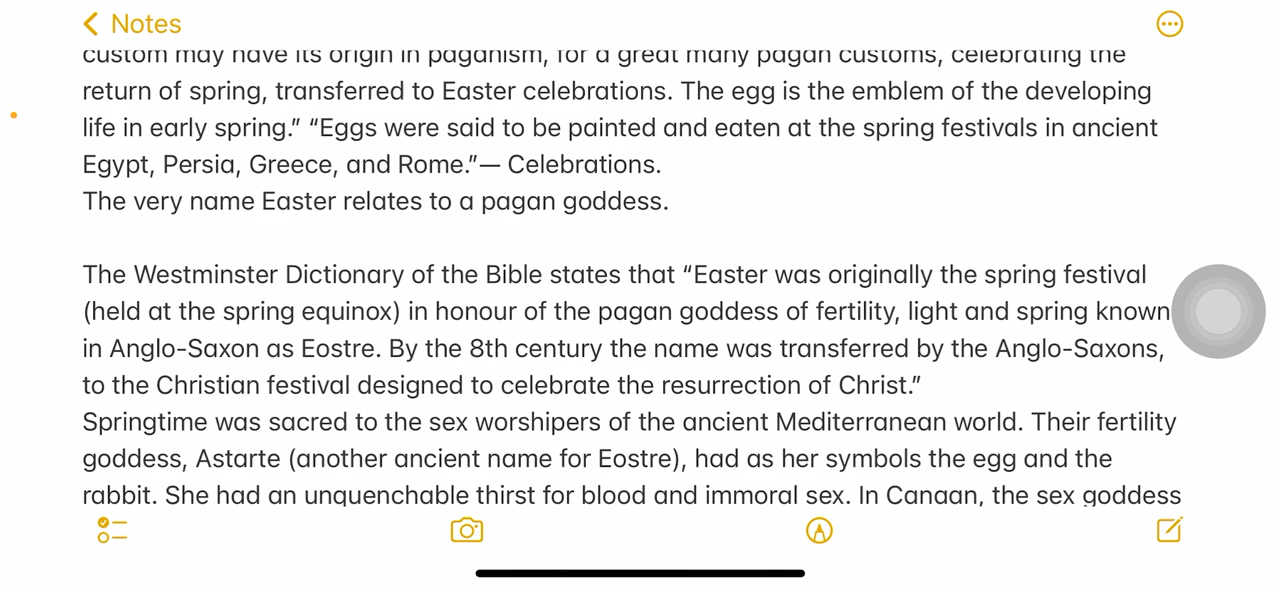 Notes
custom may have its origin in paganism, for a great many pagan customs, celebrating the
return of spring, transferred to Easter celebrations. The egg is the emblem of the developing
life in early spring.” “Eggs were said to be painted and eaten at the spring festivals in ancient
Egypt, Persia, Greece, and Rome.”— Celebrations.
The very name Easter relates to a pagan goddess.
The Westminster Dictionary of the Bible states that “Easter was originally the spring festival
(held at the spring equinox) in honour of the pagan goddess of fertility, light and spring known
in Anglo-Saxon as Eostre. By the 8th century the name was transferred by the Anglo-Saxons,
to the Christian festival designed to celebrate the resurrection of Christ.”
Springtime was sacred to the sex worshipers of the ancient Mediterranean world. Their fertility
goddess, Astarte (another ancient name for Eostre), had as her symbols the egg and the
rabbit. She had an unquenchable thirst for blood and immoral sex. In Canaan, the sex goddess